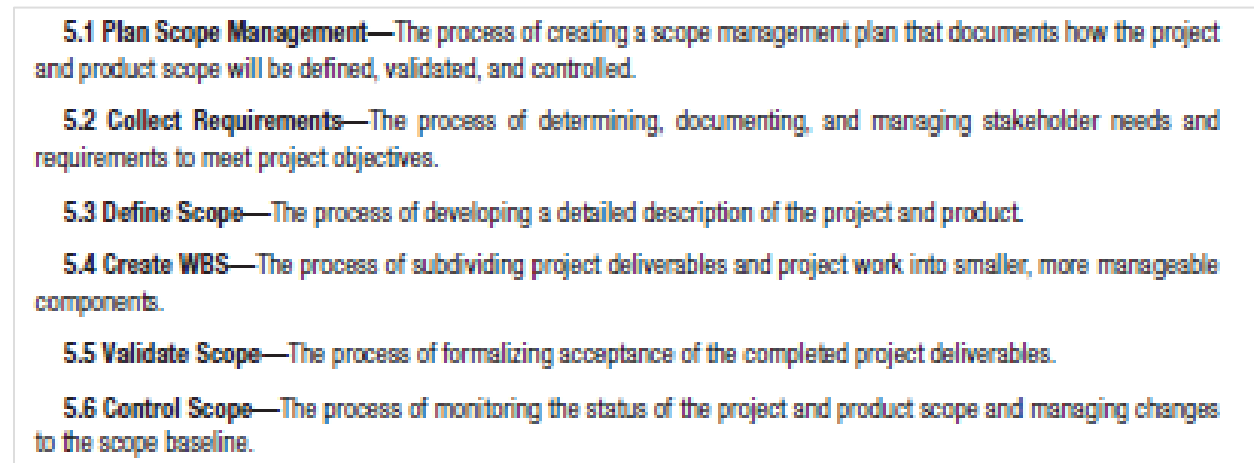 5.1 Plan Scope Management—The process of creating a scope management plan that documents how the project
and product scope will be defined, validated, and controlled.
5.2 Collect Requirements—The process of determining, documenting, and managing stakeholder needs and
requirements to meet project objectives.
5.3 Define Scope—The process of developing a detailed description of the project and product.
5.4 Create WBS—The process of subdividing project deliverables and project work into smaller, more manageable
components.
5.5 Validate Scope—The process of formalizing acceptance of the completed project deliverables.
5.6 Control Scope—The process of monitoring the status of the project and product scope and managing changes
to the scope baseline.